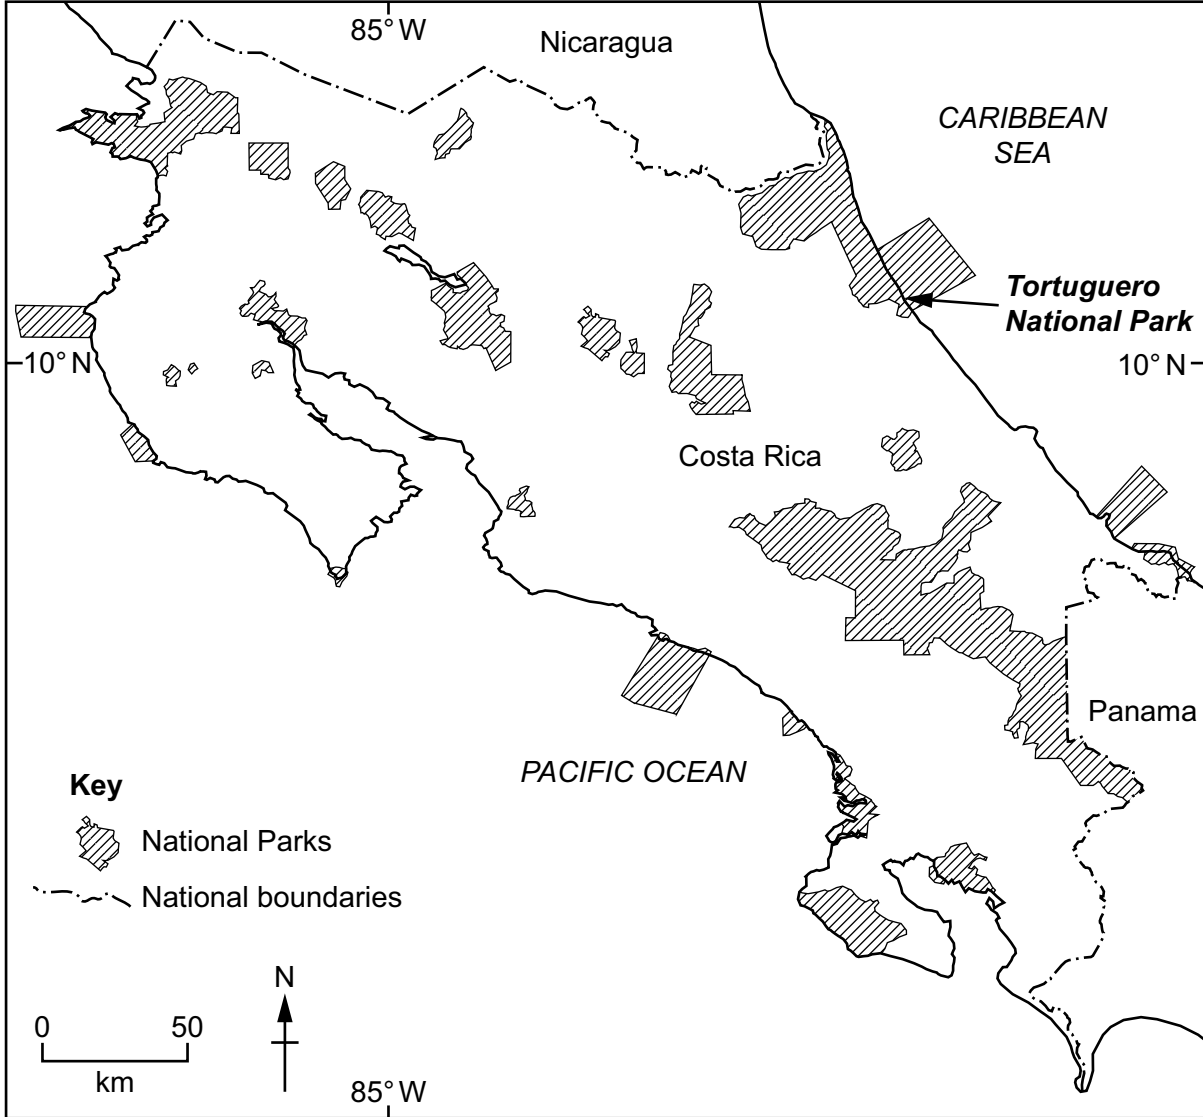 85° W
Nicaragua
CARIBBEAN
SEA
Tortuguero
National Park
10° N
10° N
Costa Rica
Panama
PACIFIC OCEAN
Key
National Parks
National boundaries
N
0 50
km
85° W